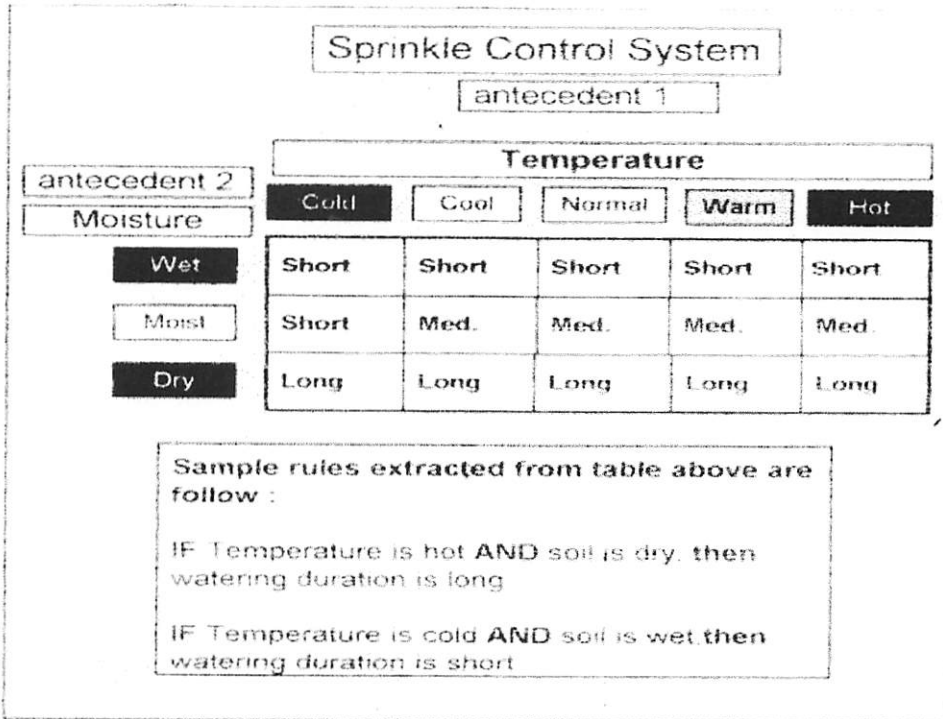 Sprinkle Control System
antecedent 1
Temperature
antecedent 2
Cold Cool Normal Warm Hot
Moisture
Wet Short Short Short Short Short
Moist Short Med. Med. Med. Med.
Dry Long Long Long Long Long
Sample rules extracted from table above are
follow :
IF Temperature is hot AND soil is dry, then
watering duration is long
IF Temperature is cold AND soil is wet,then
watering duration is short